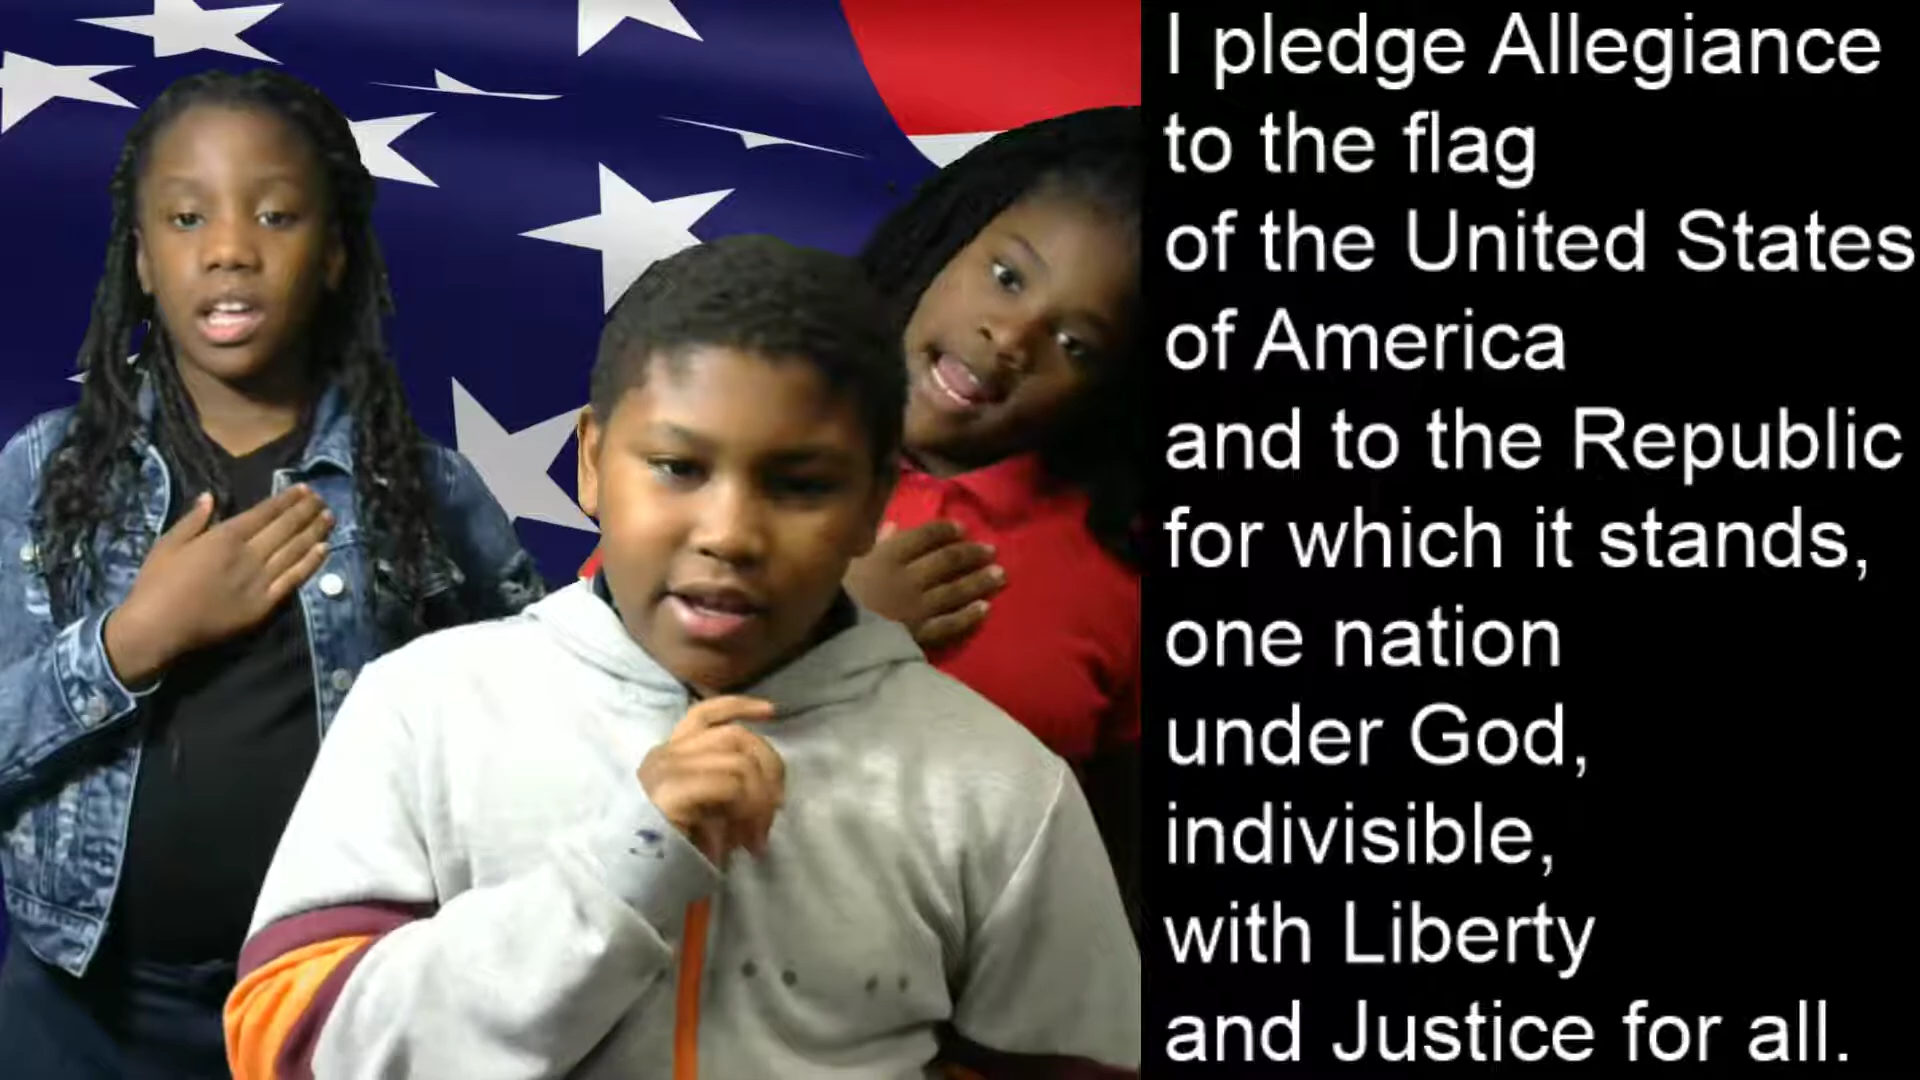 I pledge Allegiance
to the flag
of the United States
of America
and to the Republic
for which it stands,
one nation
under God,
indivisible,
with Liberty
and Justice for all.